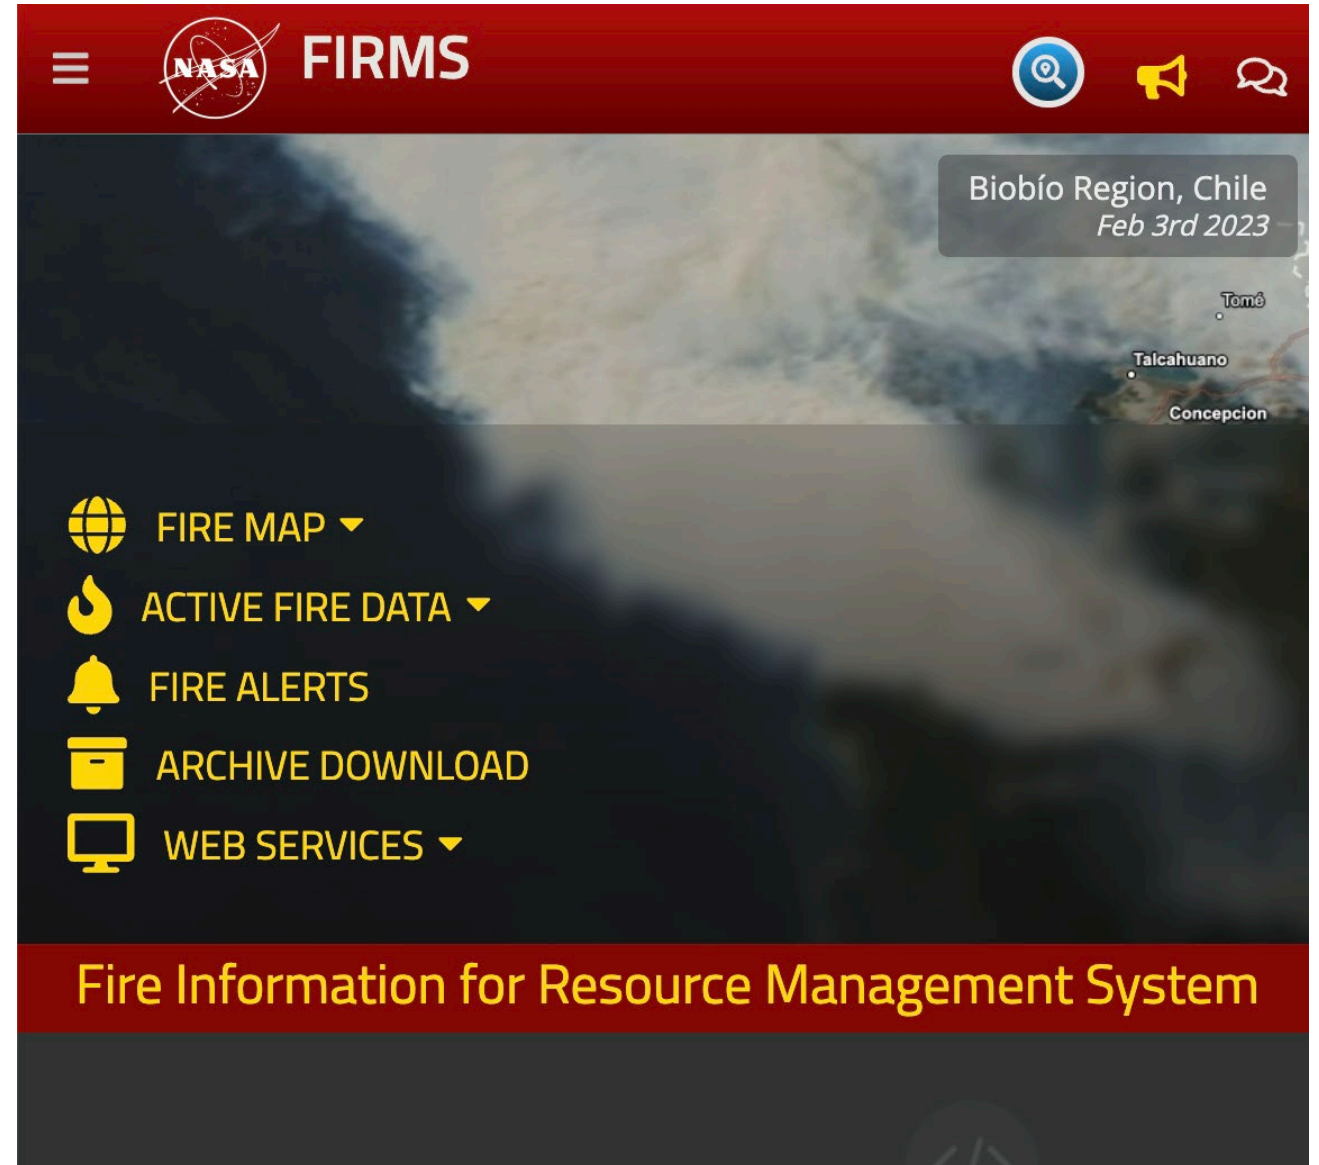 NASA
FIRMS
Biobío Region, Chile
Feb 3rd 2023
Tomé
Talcahuano
Concepcion
FIRE MAP
ACTIVE FIRE DATA
FIRE ALERTS
ARCHIVE DOWNLOAD
WEB SERVICES
Fire Information for Resource Management System